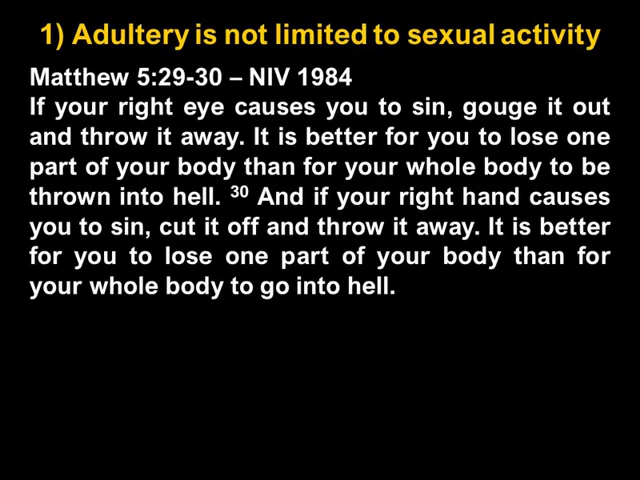 1) Adultery is not limited to sexual activity
Matthew 5:29-30 – NIV 1984
If your right eye causes you to sin, gouge it out
and throw it away. It is better for you to lose one
part of your body than for your whole body to be
thrown into hell. 30 And if your right hand causes
you to sin, cut it off and throw it away. It is better
for you to lose one part of your body than for
your whole body to go into hell.